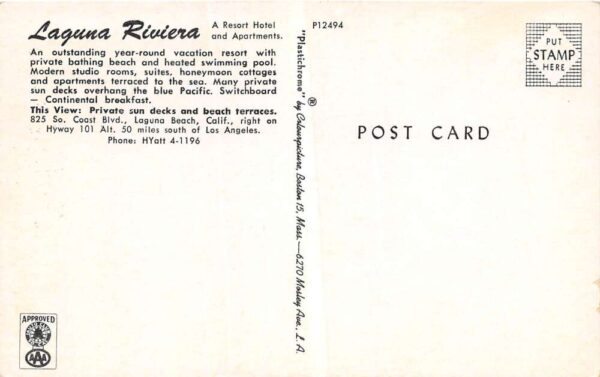 Laguna Riviera A Resort Hotel
and Apartments.
An outstanding year-round vacation resort with
private bathing beach and heated swimming pool.
Modern studio rooms, suites, honeymoon cottages
and apartments terraced to the sea. Many private
sun decks overhang the blue Pacific. Switchboard
— Continental breakfast.
This View: Private sun decks and beach terraces.
825 So. Coast Blvd., Laguna Beach, Calif., right on
Hyway 101 Alt. 50 miles south of Los Angeles.
Phone: HYatt 4-1196
APPROVED
AAA
"Plastichrome"® by Colourpicture, Boston 15, Mass.—6270 Mosley Ave., L.A.
P12494
PUT
STAMP
HERE
POST CARD